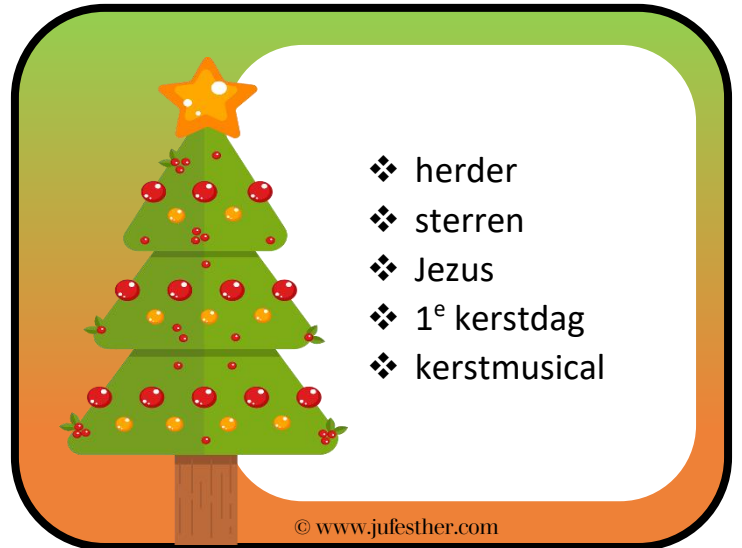 ❖ herder
❖ sterren
❖ Jezus
❖ 1e kerstdag
❖ kerstmusical
© www.jufesther.com